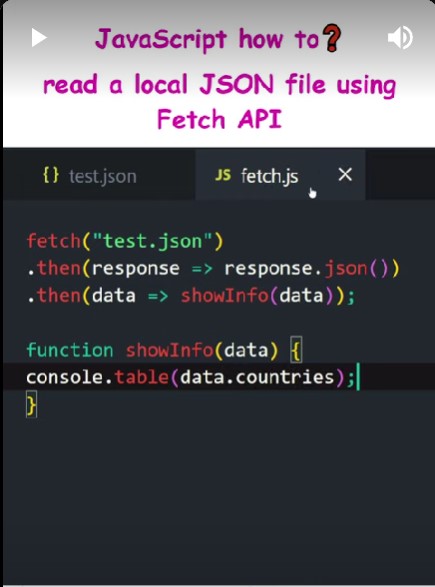 JavaScript how to?
read a local JSON file using
Fetch API
{} test.json JS fetch.js ×
fetch("test.json")
.then(response => response.json())
.then(data => showInfo(data));
function showInfo(data) {
console.table(data.countries);
}